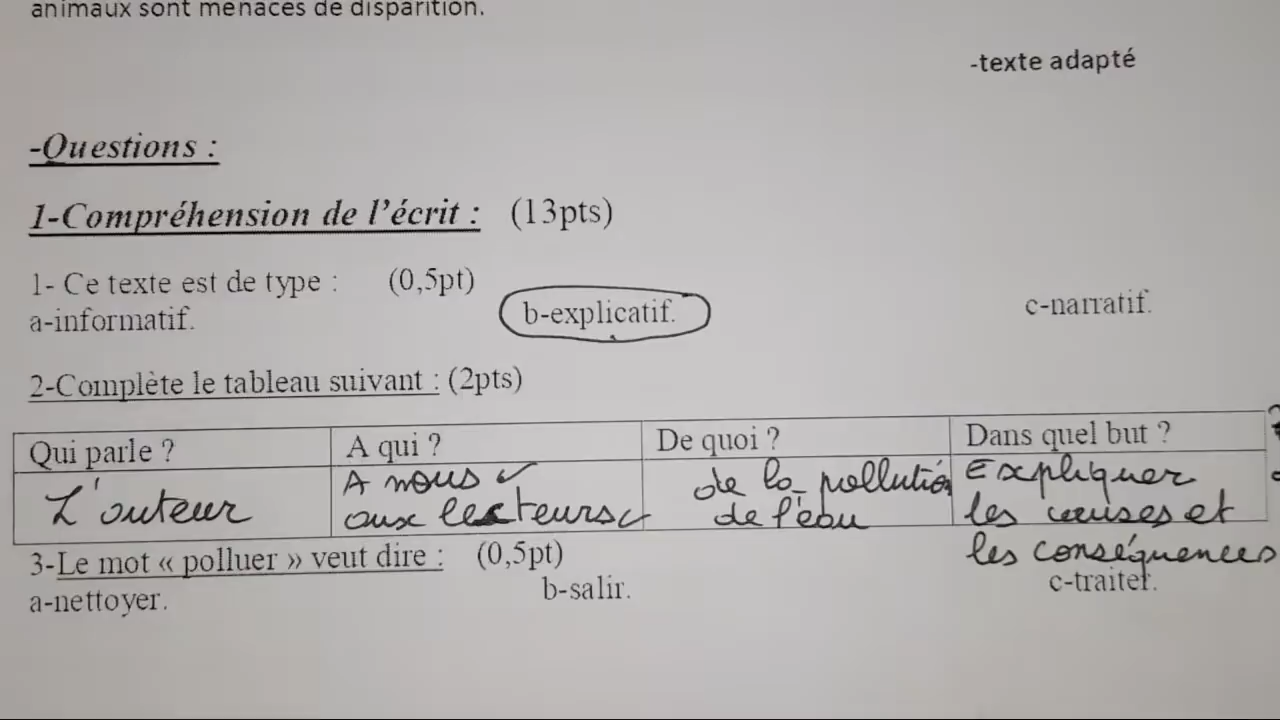 animaux sont menacés de disparition.
-texte adapté
-Questions :
1-Compréhension de l'écrit : (13pts)
1- Ce texte est de type : (0,5pt)
a-informatif. b-explicatif. c-narratif.
2-Complète le tableau suivant : (2pts)
Qui parle ? A qui ? De quoi ? Dans quel but ?
L'auteur
A nous
aux lecteurs
de la pollution
de l'eau
Expliquer
les causes et
les conséquences
3-Le mot « polluer » veut dire : (0,5pt)
a-nettoyer. b-salir. c-traiter.